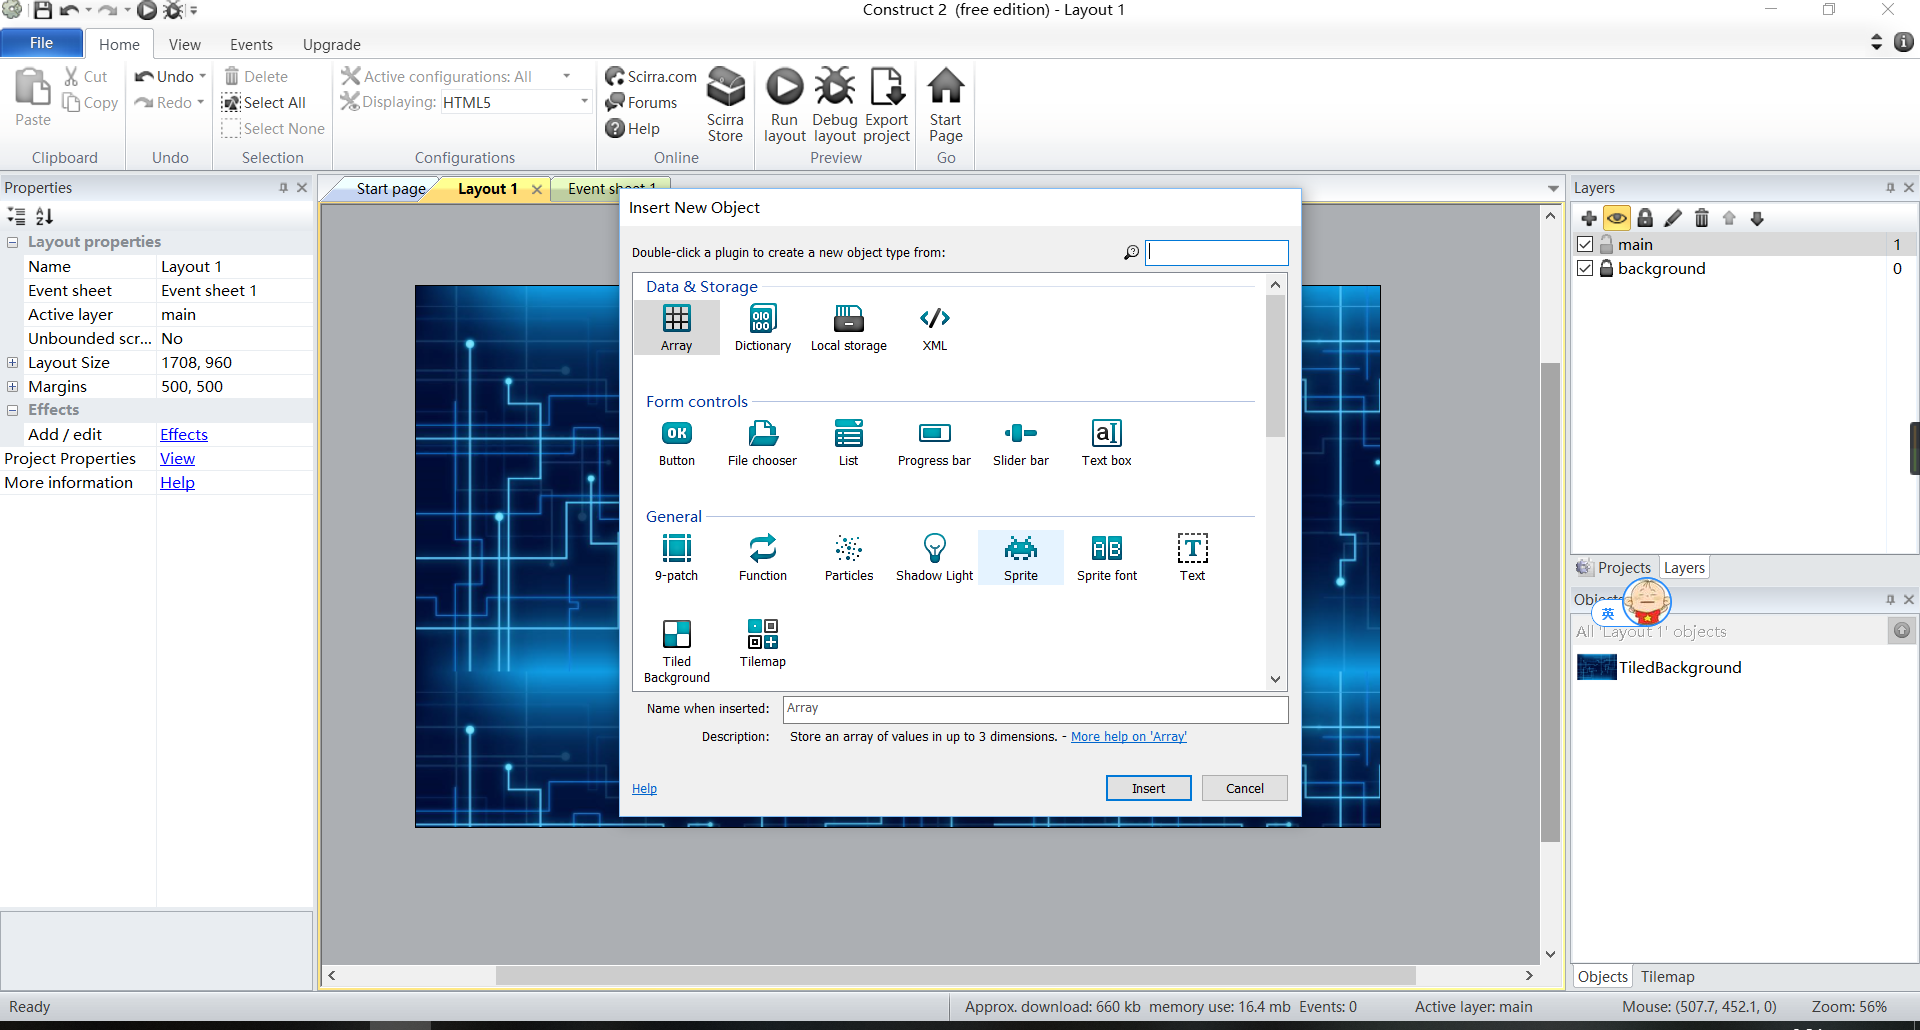 Construct 2  (free edition) - Layout 1
File
Home
View
Events
Upgrade
Paste
Cut
Copy
Clipboard
Undo
Redo
Undo
Delete
Select All
Select None
Selection
Active configurations: All
Displaying: HTML5
Configurations
Scirra.com
Forums
Help
Scirra Store
Online
Run layout
Debug layout
Export project
Preview
Start Page
Go
Properties
Layout properties
Name Layout 1
Event sheet Event sheet 1
Active layer main
Unbounded scr... No
Layout Size 1708, 960
Margins 500, 500
Effects
Add / edit Effects
Project Properties View
More information Help
Start page
Layout 1
Event sheet 1
Insert New Object
Double-click a plugin to create a new object type from:
Data & Storage
Array
Dictionary
Local storage
XML
Form controls
Button
File chooser
List
Progress bar
Slider bar
Text box
General
9-patch
Function
Particles
Shadow Light
Sprite
Sprite font
Text
Tiled Background
Tilemap
Name when inserted: Array
Description: Store an array of values in up to 3 dimensions. - More help on 'Array'
Help
Insert
Cancel
Layers
main 1
background 0
Projects
Layers
英
All 'Layout 1' objects
TiledBackground
Objects
Tilemap
Ready
Approx. download: 660 kb  memory use: 16.4 mb  Events: 0
Active layer: main
Mouse: (507.7, 452.1, 0)
Zoom: 56%